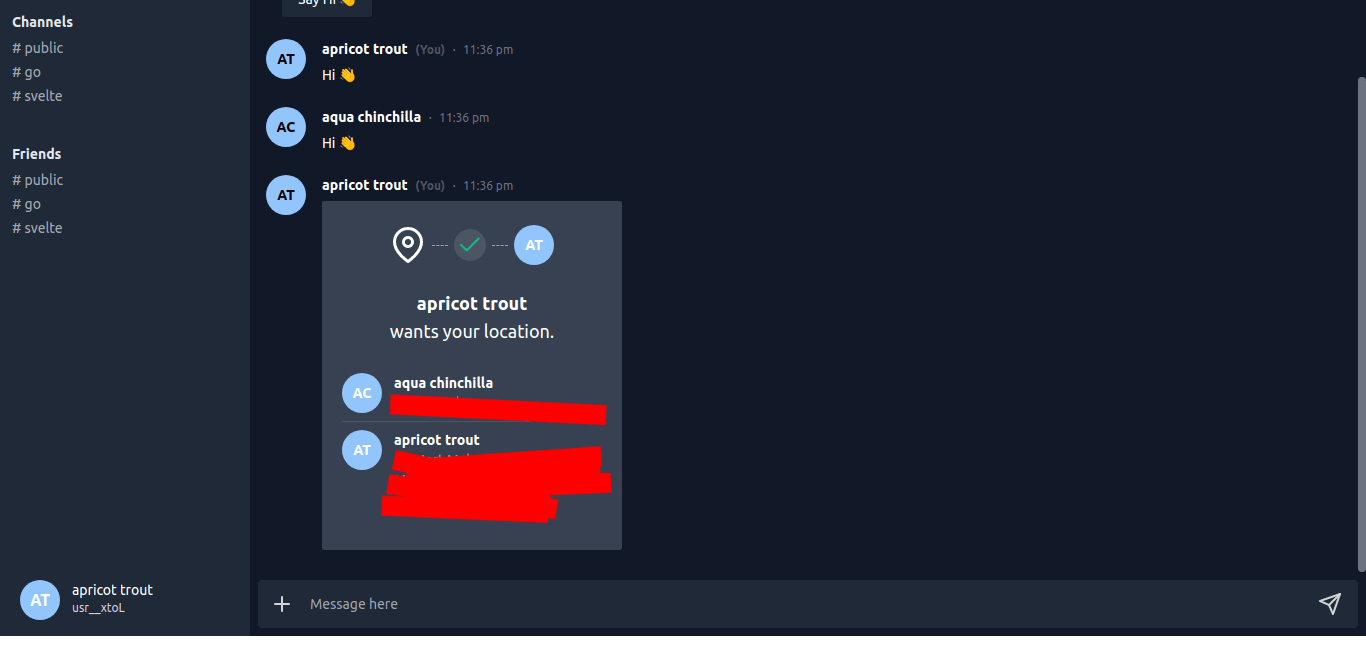 Channels
# public
# go
# svelte
Friends
# public
# go
# svelte
AT
apricot trout
usr__xtoL
Say Hi 👋
AT
apricot trout (You) · 11:36 pm
Hi 👋
AC
aqua chinchilla · 11:36 pm
Hi 👋
AT
apricot trout (You) · 11:36 pm
AT
apricot trout
wants your location.
AC
aqua chinchilla
AT
apricot trout
Message here